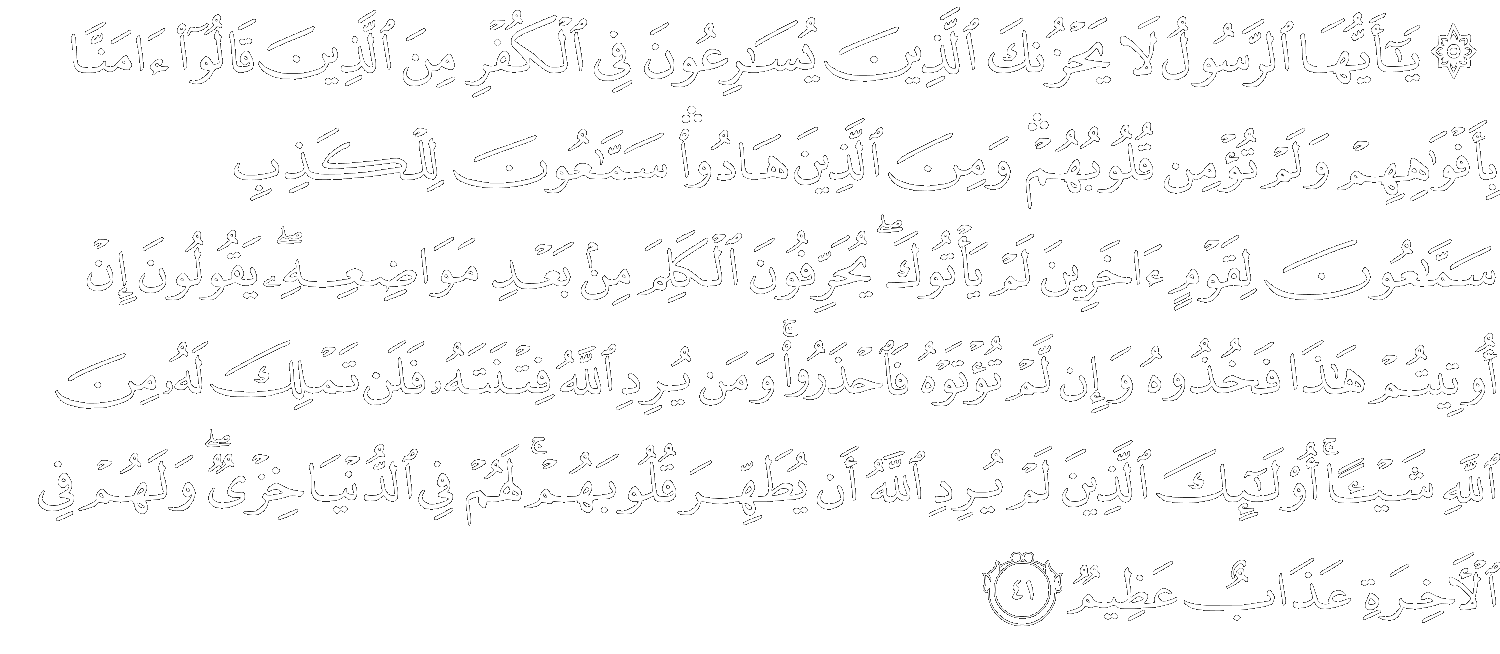 ۞ يَـٰٓأَيُّهَا ٱلرَّسُولُ لَا يَحْزُنكَ ٱلَّذِينَ يُسَـٰرِعُونَ فِى ٱلْكُفْرِ مِنَ ٱلَّذِينَ قَالُوٓا۟ ءَامَنَّا
بِأَفْوَٰهِهِمْ وَلَمْ تُؤْمِن قُلُوبُهُمْ ۛ وَمِنَ ٱلَّذِينَ هَادُوا۟ ۛ سَمَّـٰعُونَ لِلْكَذِبِ
سَمَّـٰعُونَ لِقَوْمٍ ءَاخَرِينَ لَمْ يَأْتُوكَ ۖ يُحَرِّفُونَ ٱلْكَلِمَ مِنۢ بَعْدِ مَوَاضِعِهِۦ ۖ يَقُولُونَ إِنْ
أُوتِيتُمْ هَـٰذَا فَخُذُوهُ وَإِن لَّمْ تُؤْتَوْهُ فَٱحْذَرُوا۟ ۚ وَمَن يُرِدِ ٱللَّهُ فِتْنَتَهُۥ فَلَن تَمْلِكَ لَهُۥ مِنَ
ٱللَّهِ شَيْـًٔا ۚ أُو۟لَـٰٓئِكَ ٱلَّذِينَ لَمْ يُرِدِ ٱللَّهُ أَن يُطَهِّرَ قُلُوبَهُمْ ۚ لَهُمْ فِى ٱلدُّنْيَا خِزْىٌ ۖ وَلَهُمْ فِى
ٱلْـَٔاخِرَةِ عَذَابٌ عَظِيمٌ ٤١